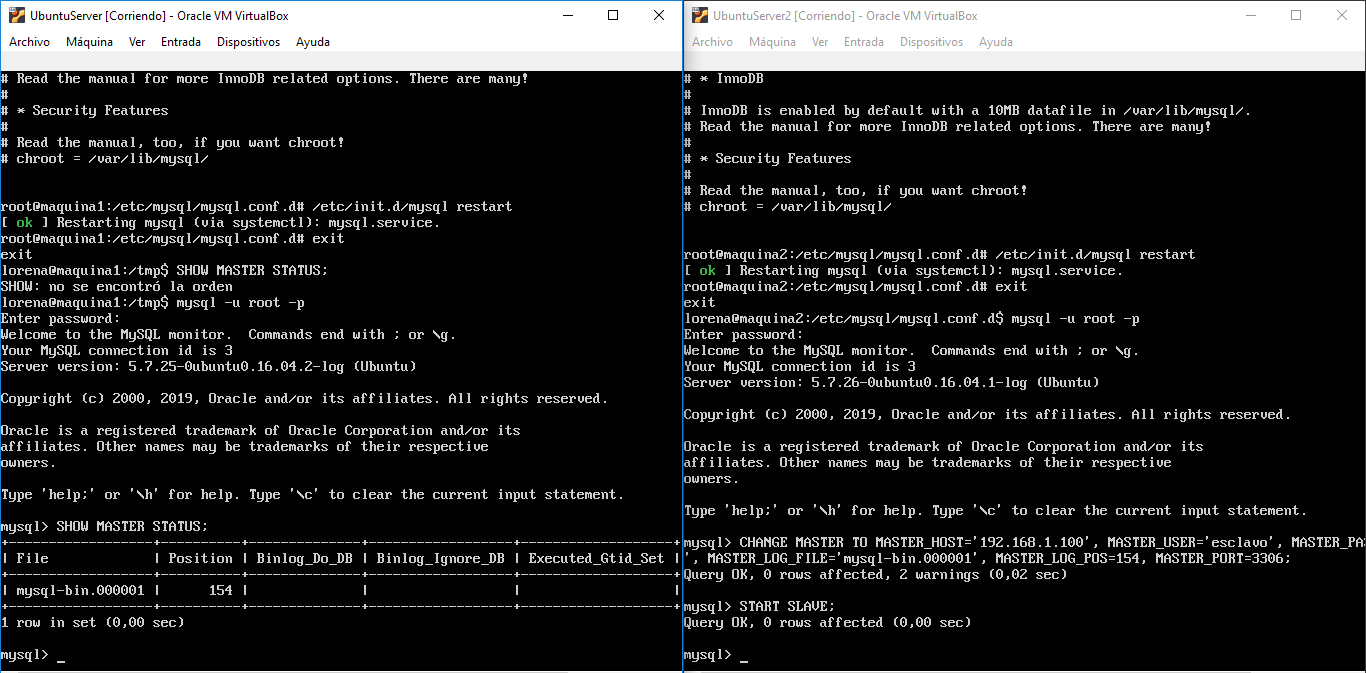 UbuntuServer [Corriendo] - Oracle VM VirtualBox
Archivo Máquina Ver Entrada Dispositivos Ayuda
# Read the manual for more InnoDB related options. There are many!
#
# * Security Features
#
# Read the manual, too, if you want chroot!
# chroot = /var/lib/mysql/
root@maquina1:/etc/mysql/mysql.conf.d# /etc/init.d/mysql restart
[ ok ] Restarting mysql (via systemctl): mysql.service.
root@maquina1:/etc/mysql/mysql.conf.d# exit
exit
lorena@maquina1:/tmp$ SHOW MASTER STATUS;
SHOW: no se encontró la orden
lorena@maquina1:/tmp$ mysql -u root -p
Enter password:
Welcome to the MySQL monitor.  Commands end with ; or \g.
Your MySQL connection id is 3
Server version: 5.7.25-0ubuntu0.16.04.2-log (Ubuntu)
Copyright (c) 2000, 2019, Oracle and/or its affiliates. All rights reserved.
Oracle is a registered trademark of Oracle Corporation and/or its
affiliates. Other names may be trademarks of their respective
owners.
Type 'help;' or '\h' for help. Type '\c' to clear the current input statement.
mysql> SHOW MASTER STATUS;
+------------------+----------+--------------+------------------+-------------------+
| File             | Position | Binlog_Do_DB | Binlog_Ignore_DB | Executed_Gtid_Set |
+------------------+----------+--------------+------------------+-------------------+
| mysql-bin.000001 |      154 |              |                  |                   |
+------------------+----------+--------------+------------------+-------------------+
1 row in set (0,00 sec)
mysql> _
UbuntuServer2 [Corriendo] - Oracle VM VirtualBox
Archivo Máquina Ver Entrada Dispositivos Ayuda
# * InnoDB
#
# InnoDB is enabled by default with a 10MB datafile in /var/lib/mysql/.
# Read the manual for more InnoDB related options. There are many!
#
# * Security Features
#
# Read the manual, too, if you want chroot!
# chroot = /var/lib/mysql/
root@maquina2:/etc/mysql/mysql.conf.d# /etc/init.d/mysql restart
[ ok ] Restarting mysql (via systemctl): mysql.service.
root@maquina2:/etc/mysql/mysql.conf.d# exit
exit
lorena@maquina2:/etc/mysql/mysql.conf.d$ mysql -u root -p
Enter password:
Welcome to the MySQL monitor.  Commands end with ; or \g.
Your MySQL connection id is 3
Server version: 5.7.26-0ubuntu0.16.04.1-log (Ubuntu)
Copyright (c) 2000, 2019, Oracle and/or its affiliates. All rights reserved.
Oracle is a registered trademark of Oracle Corporation and/or its
affiliates. Other names may be trademarks of their respective
owners.
Type 'help;' or '\h' for help. Type '\c' to clear the current input statement.
mysql> CHANGE MASTER TO MASTER_HOST='192.168.1.100', MASTER_USER='esclavo', MASTER_PA
', MASTER_LOG_FILE='mysql-bin.000001', MASTER_LOG_POS=154, MASTER_PORT=3306;
Query OK, 0 rows affected, 2 warnings (0,02 sec)
mysql> START SLAVE;
Query OK, 0 rows affected (0,00 sec)
mysql> _